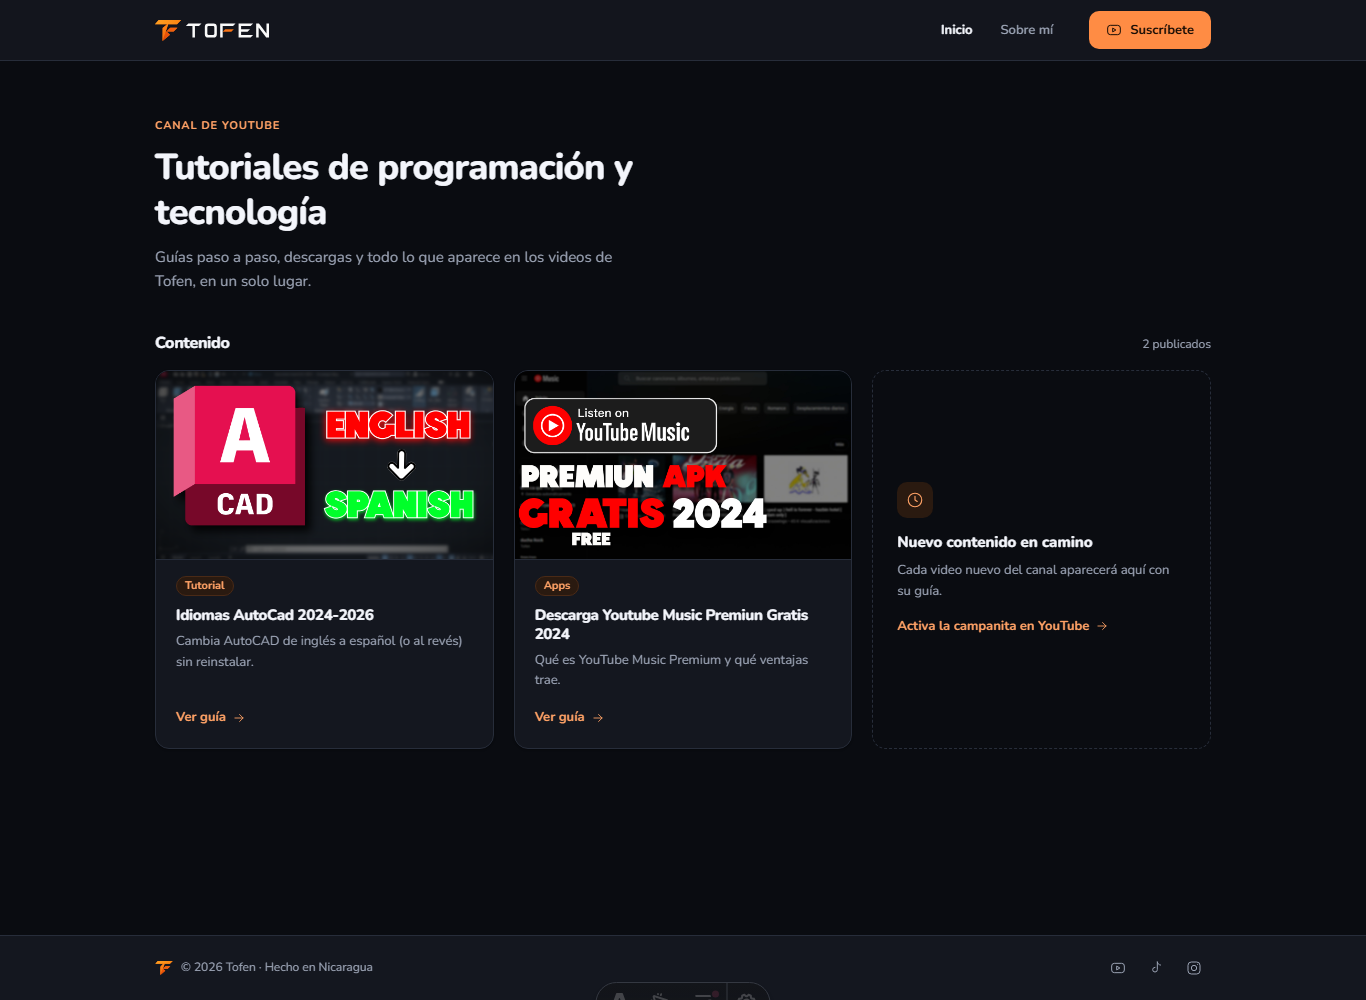 TOFEN
Inicio
Sobre mí
Suscríbete
CANAL DE YOUTUBE
Tutoriales de programación y
tecnología
Guías paso a paso, descargas y todo lo que aparece en los videos de
Tofen, en un solo lugar.
Contenido
2 publicados
A
CAD
ENGLISH
SPANISH
Tutorial
Idiomas AutoCad 2024-2026
Cambia AutoCAD de inglés a español (o al revés)
sin reinstalar.
Ver guía
Music
Listen on
YouTube Music
PREMIUN APK
GRATIS 2024
FREE
Apps
Descarga Youtube Music Premiun Gratis
2024
Qué es YouTube Music Premium y qué ventajas
trae.
Ver guía
Nuevo contenido en camino
Cada video nuevo del canal aparecerá aquí con
su guía.
Activa la campanita en YouTube
© 2026 Tofen · Hecho en Nicaragua